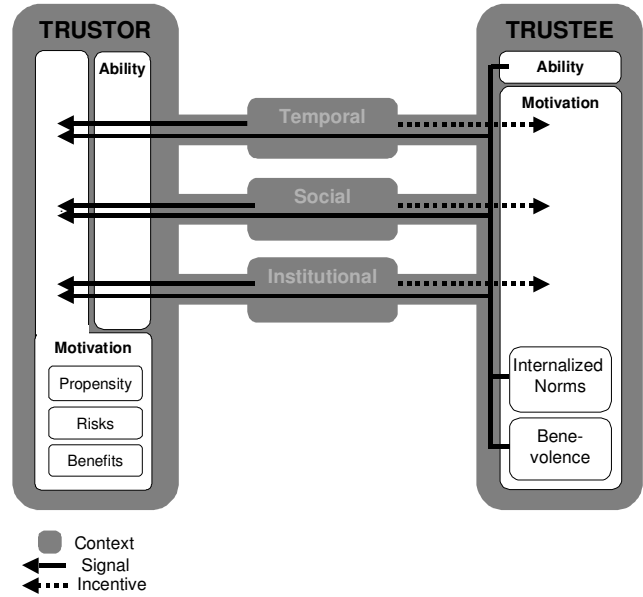 TRUSTOR
Ability
Motivation
Propensity
Risks
Benefits
Temporal
Social
Institutional
TRUSTEE
Ability
Motivation
Internalized
Norms
Bene-
volence
Context
Signal
Incentive